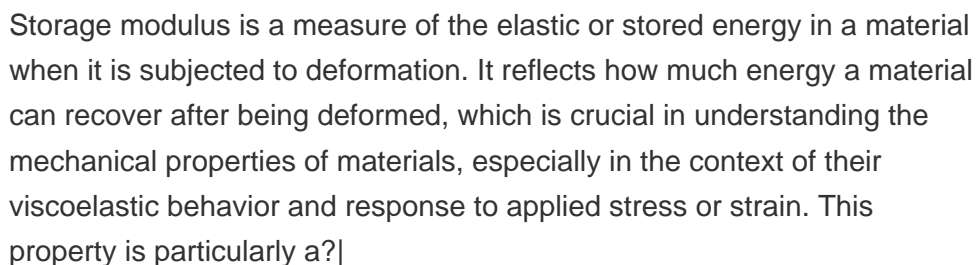 Storage modulus is a measure of the elastic or stored energy in a material
when it is subjected to deformation. It reflects how much energy a material
can recover after being deformed, which is crucial in understanding the
mechanical properties of materials, especially in the context of their
viscoelastic behavior and response to applied stress or strain. This
property is particularly a?|